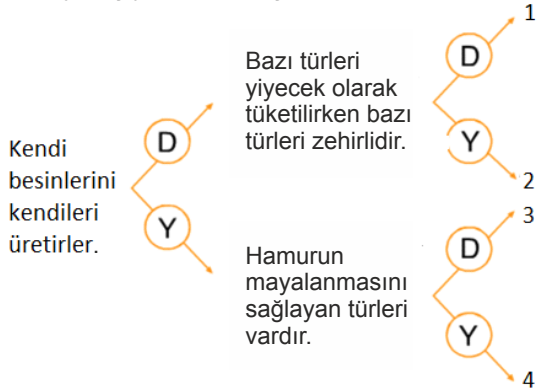 Kendi
besinlerini
kendileri
üretirler.
D
Y
Bazı türleri
yiyecek olarak
tüketilirken bazı
türleri zehirlidir.
D
Y
1
2
Hamurun
mayalanmasını
sağlayan türleri
vardır.
D
Y
3
4